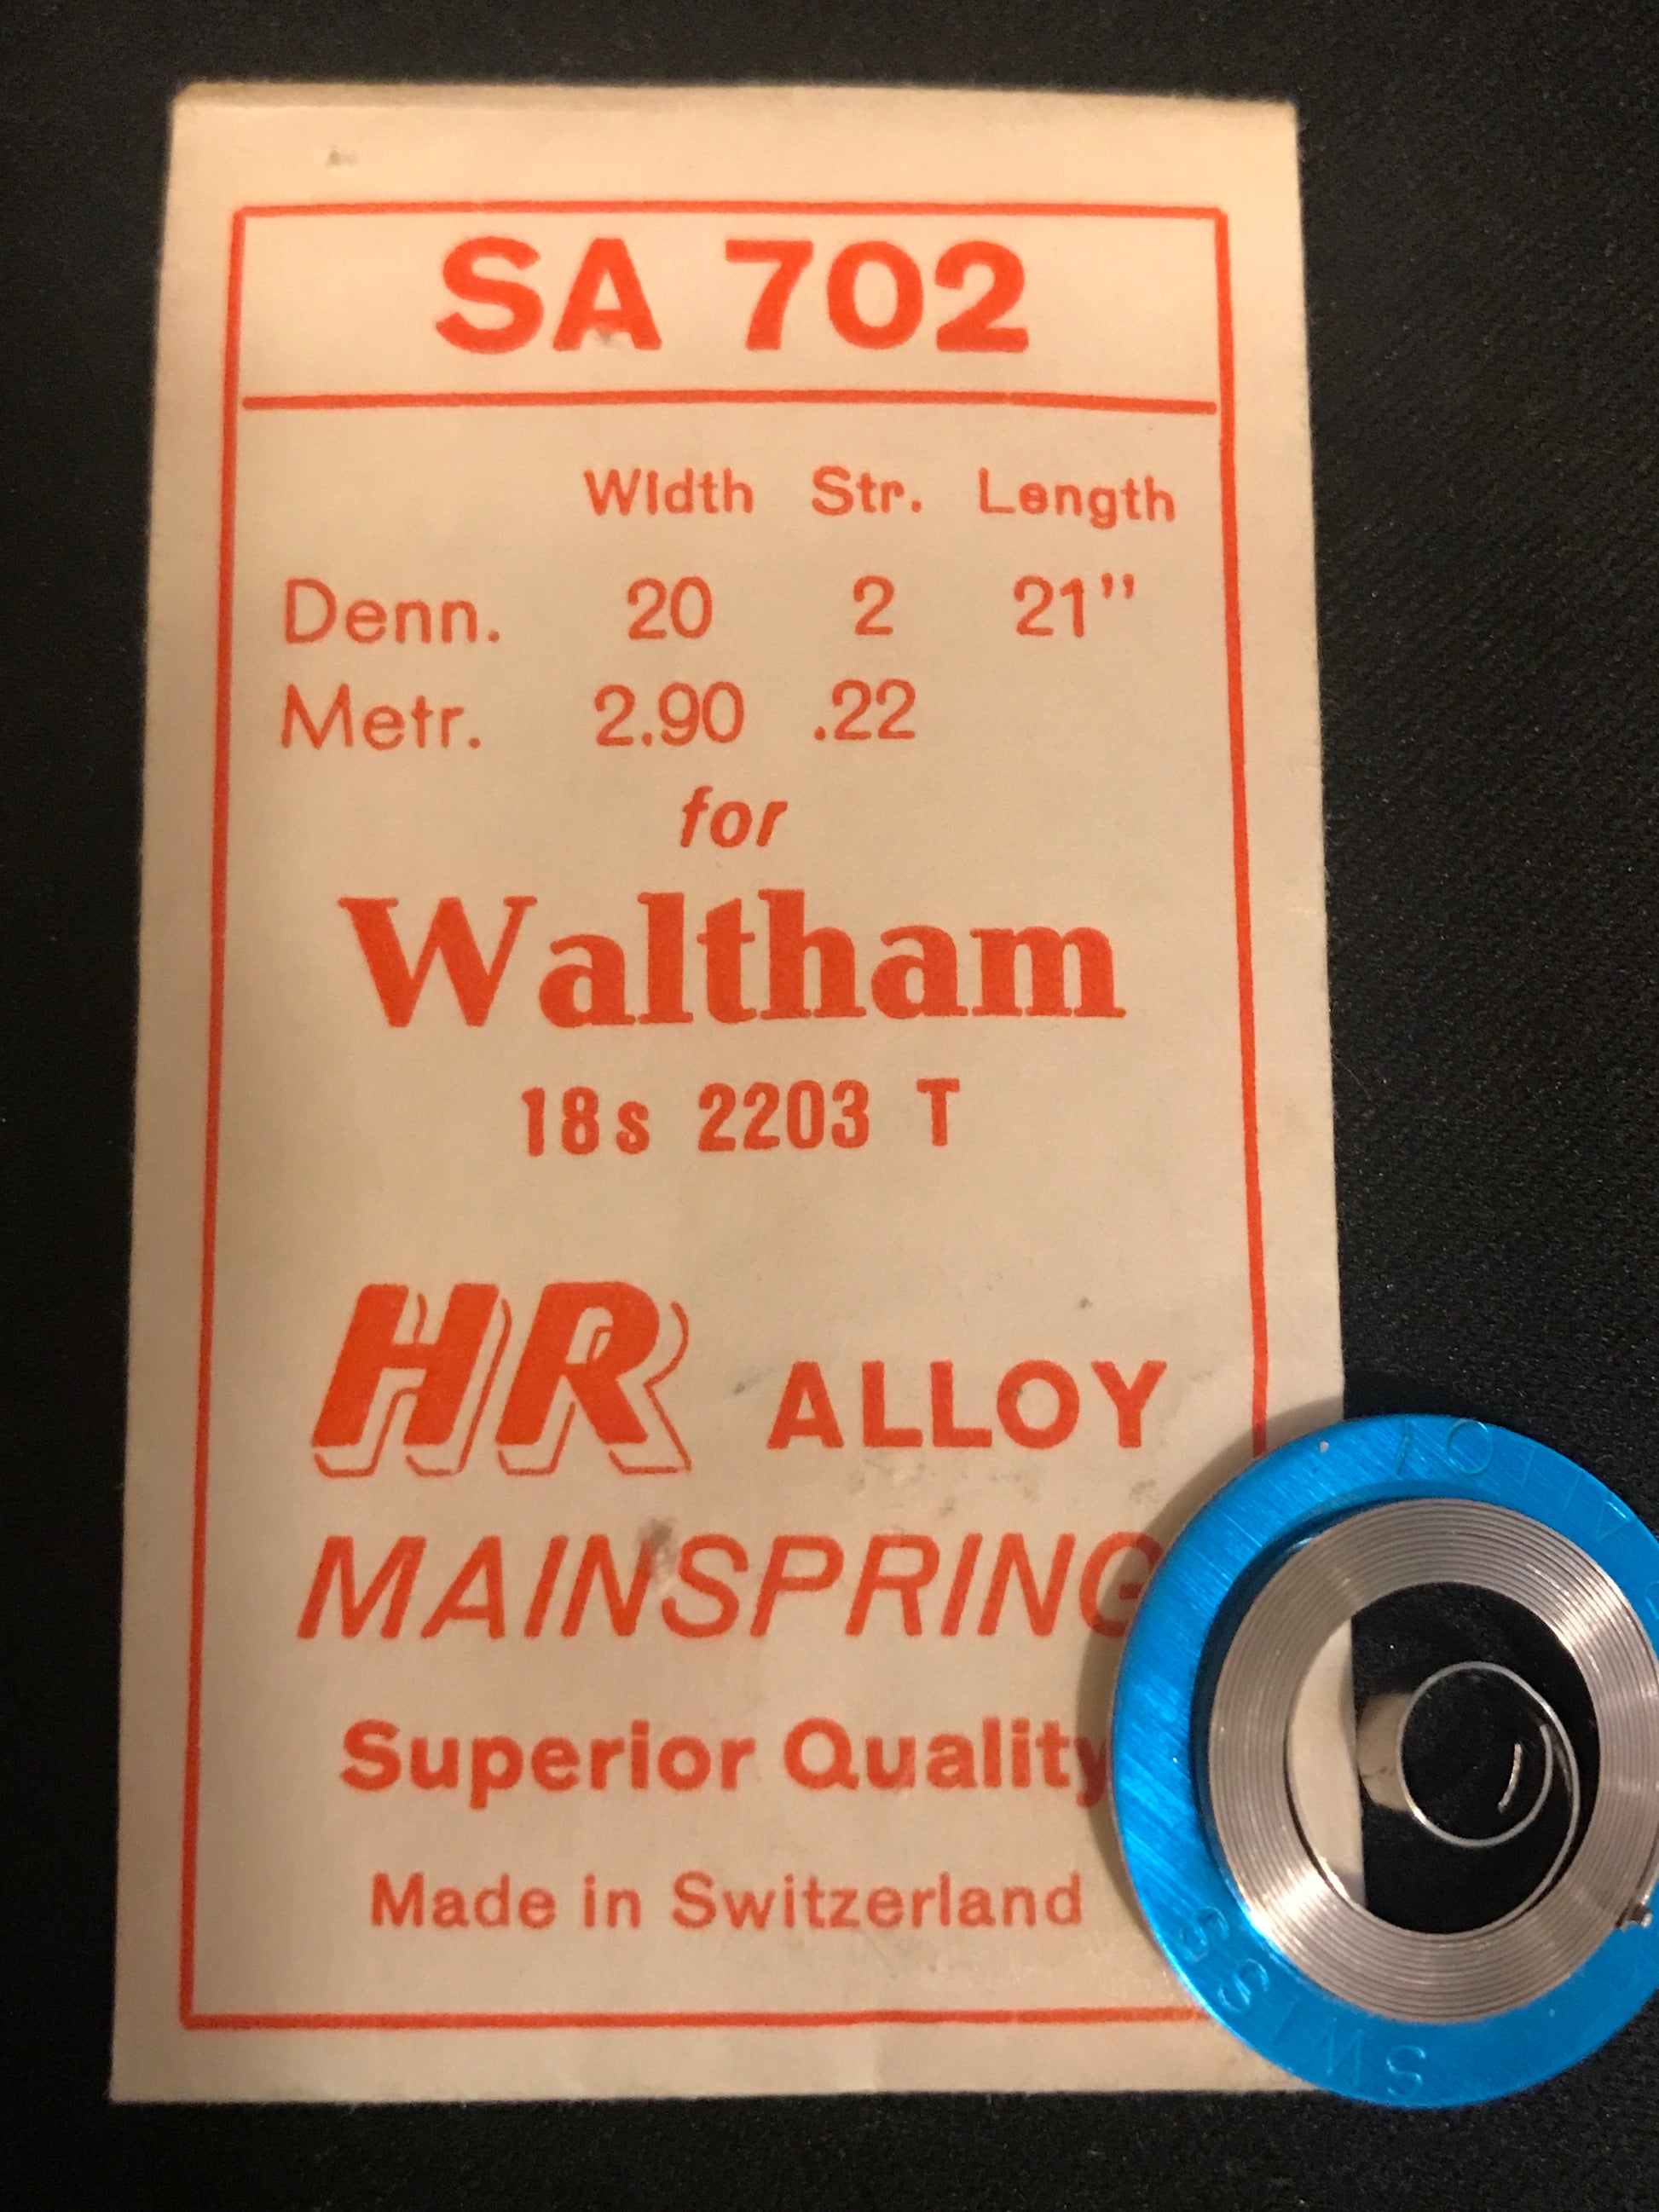 SA 702
Width Str. Length
Denn. 20 2 21"
Metr. 2.90 .22
for
Waltham
18s 2203 T
HR ALLOY
MAINSPRING
Superior Quality
Made in Switzerland
SWISS